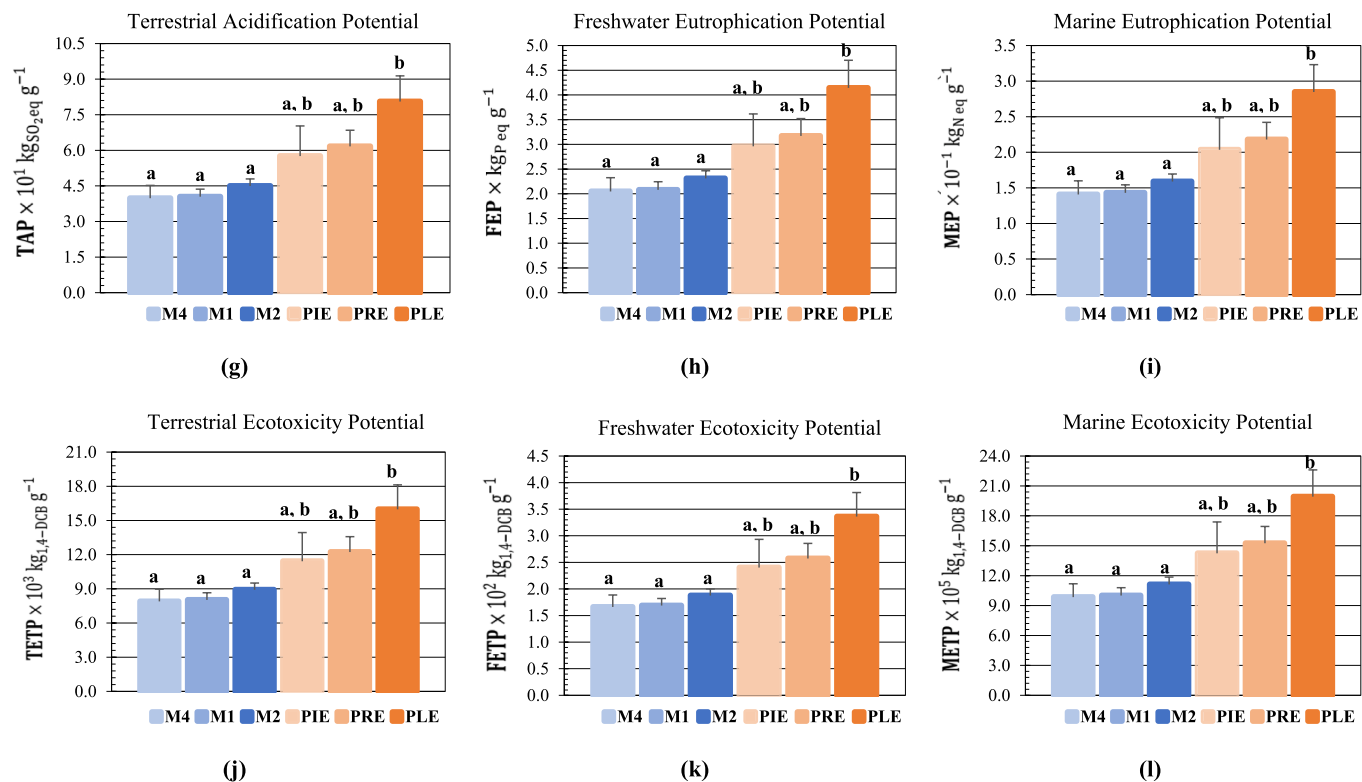 Terrestrial Acidification Potential
TAP × 10¹ kg_SO₂eq g⁻¹
10.5
9.0
7.5
6.0
4.5
3.0
1.5
0.0
a
a
a
a, b
a, b
b
M4 M1 M2 PIE PRE PLE
(g)
Freshwater Eutrophication Potential
FEP × kg_P eq g⁻¹
5.0
4.5
4.0
3.5
3.0
2.5
2.0
1.5
1.0
0.5
0.0
a
a
a
a, b
a, b
b
M4 M1 M2 PIE PRE PLE
(h)
Marine Eutrophication Potential
MEP × 10⁻¹ kg_N eq g⁻¹
3.5
3.0
2.5
2.0
1.5
1.0
0.5
0.0
a
a
a
a, b
a, b
b
M4 M1 M2 PIE PRE PLE
(i)
Terrestrial Ecotoxicity Potential
TETP × 10³ kg_1,4−DCB g⁻¹
21.0
18.0
15.0
12.0
9.0
6.0
3.0
0.0
a
a
a
a, b
a, b
b
M4 M1 M2 PIE PRE PLE
(j)
Freshwater Ecotoxicity Potential
FETP × 10² kg_1,4−DCB g⁻¹
4.5
4.0
3.5
3.0
2.5
2.0
1.5
1.0
0.5
0.0
a
a
a
a, b
a, b
b
M4 M1 M2 PIE PRE PLE
(k)
Marine Ecotoxicity Potential
METP × 10⁵ kg_1,4−DCB g⁻¹
24.0
21.0
18.0
15.0
12.0
9.0
6.0
3.0
0.0
a
a
a
a, b
a, b
b
M4 M1 M2 PIE PRE PLE
(l)